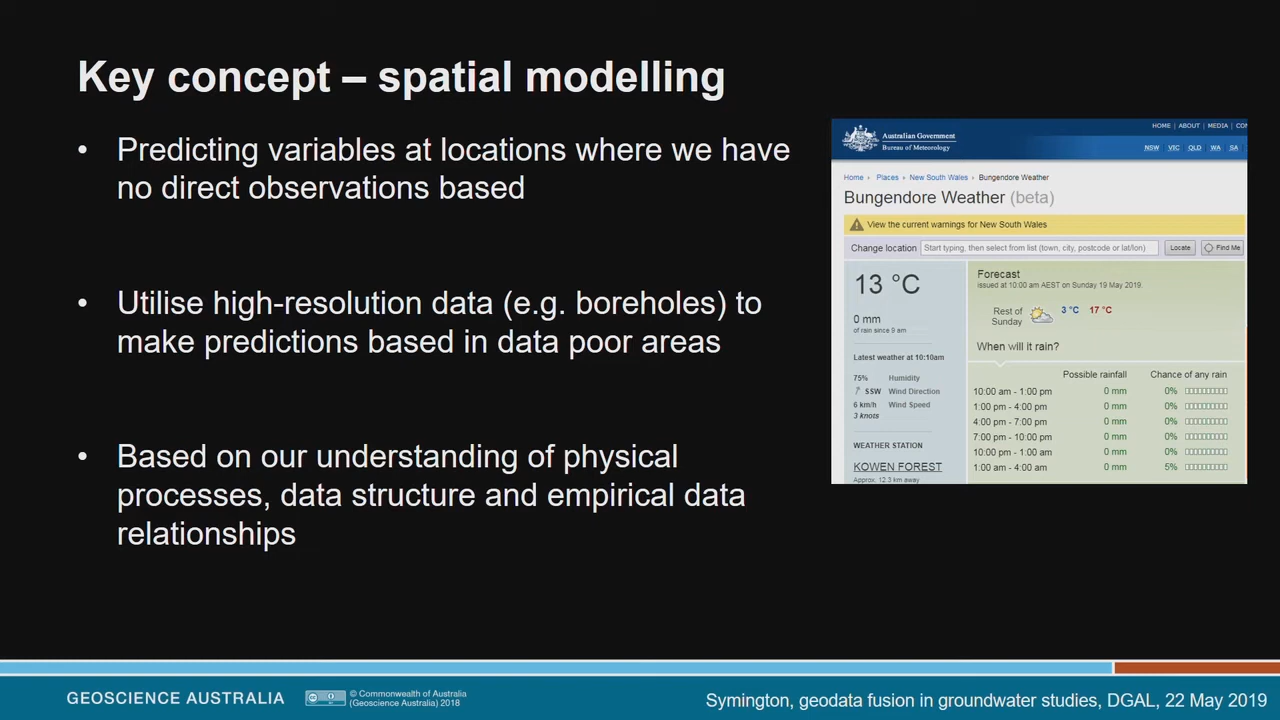 Key concept – spatial modelling
• Predicting variables at locations where we have
no direct observations based
• Utilise high-resolution data (e.g. boreholes) to
make predictions based in data poor areas
• Based on our understanding of physical
processes, data structure and empirical data
relationships
HOME | ABOUT | MEDIA | CON
Australian Government
Bureau of Meteorology
NSW VIC QLD WA SA
Home › Places › New South Wales › Bungendore Weather
Bungendore Weather (beta)
View the current warnings for New South Wales
Change location Start typing, then select from list (town, city, postcode or lat/lon) Locate Find Me
13 °C
0 mm
of rain since 9 am
Latest weather at 10:10am
75% Humidity
SSW Wind Direction
6 km/h Wind Speed
3 knots
WEATHER STATION
KOWEN FOREST
Approx. 12.3 km away
Forecast
issued at 10:00 am AEST on Sunday 19 May 2019.
Rest of
Sunday
3 °C 17 °C
When will it rain?
Possible rainfall Chance of any rain
10:00 am - 1:00 pm 0 mm 0%
1:00 pm - 4:00 pm 0 mm 0%
4:00 pm - 7:00 pm 0 mm 0%
7:00 pm - 10:00 pm 0 mm 0%
10:00 pm - 1:00 am 0 mm 0%
1:00 am - 4:00 am 0 mm 5%
GEOSCIENCE AUSTRALIA
© Commonwealth of Australia
(Geoscience Australia) 2018
Symington, geodata fusion in groundwater studies, DGAL, 22 May 2019